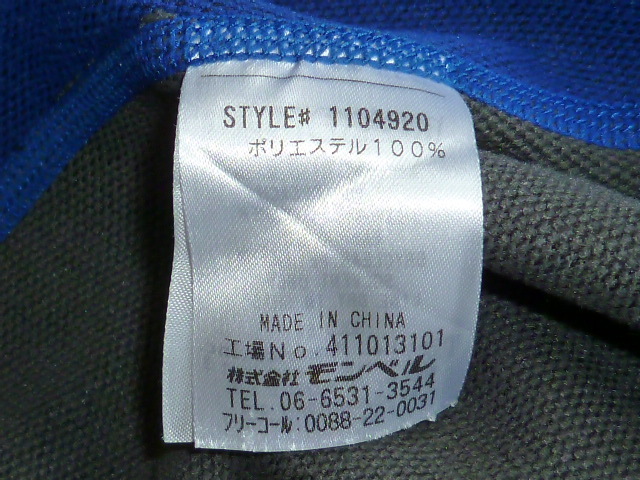 STYLE# 1104920
ポリエステル100%
MADE IN CHINA
工場No.411013101
株式会社 モンベル
TEL.06-6531-3544
フリーコール:0088-22-0031